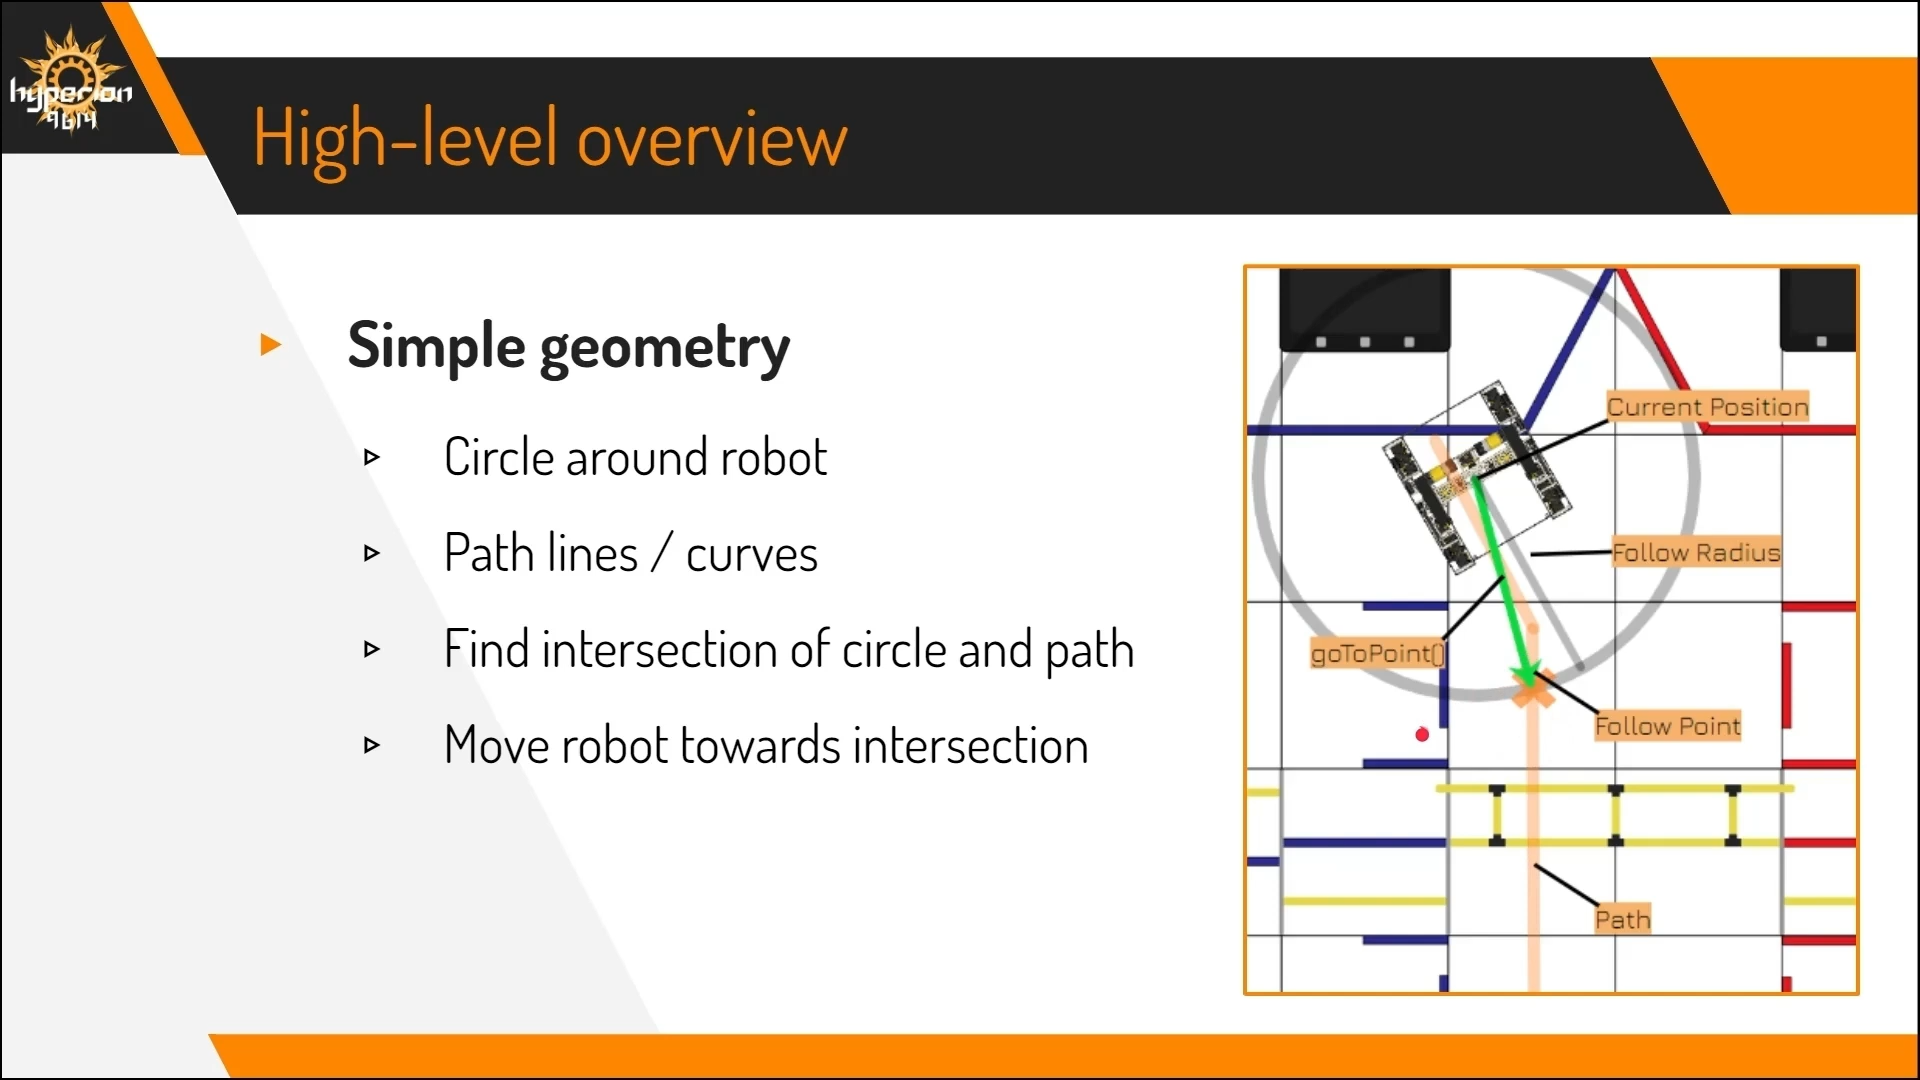 hyperion
9614
High-level overview
Simple geometry
Circle around robot
Path lines / curves
Find intersection of circle and path
Move robot towards intersection
Current Position
Follow Radius
goToPoint()
Follow Point
Path